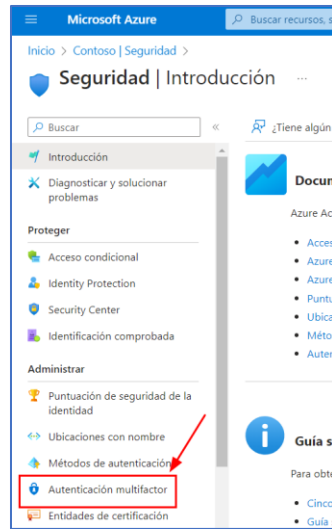 Microsoft Azure
Buscar recursos, s
Inicio > Contoso | Seguridad >
Seguridad | Introducción ...
Buscar
«
¿Tiene algún
Introducción
Diagnosticar y solucionar
problemas
Proteger
Acceso condicional
Identity Protection
Security Center
Identificación comprobada
Administrar
Puntuación de seguridad de la
identidad
Ubicaciones con nombre
Métodos de autenticación
Autenticación multifactor
Entidades de certificación
Docum
Azure Ac
• Acces
• Azure
• Azure
• Puntu
• Ubica
• Méto
• Auten
Guía s
Para obte
• Cinco
• Guía